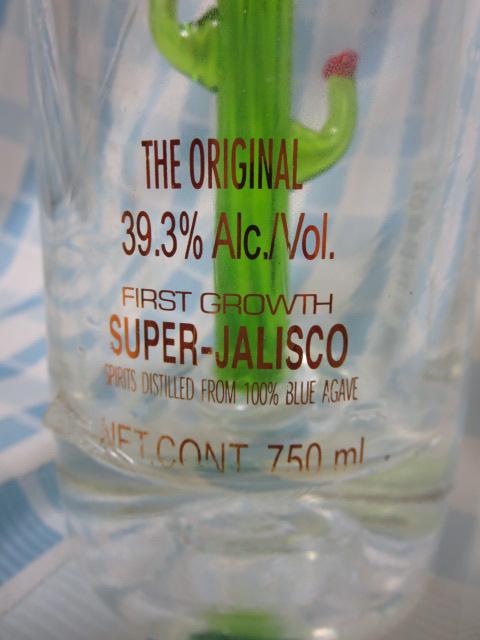 THE ORIGINAL
39.3% Alc./Vol.
FIRST GROWTH
SUPER-JALISCO
SPIRITS DISTILLED FROM 100% BLUE AGAVE
NET.CONT. 750 ml.